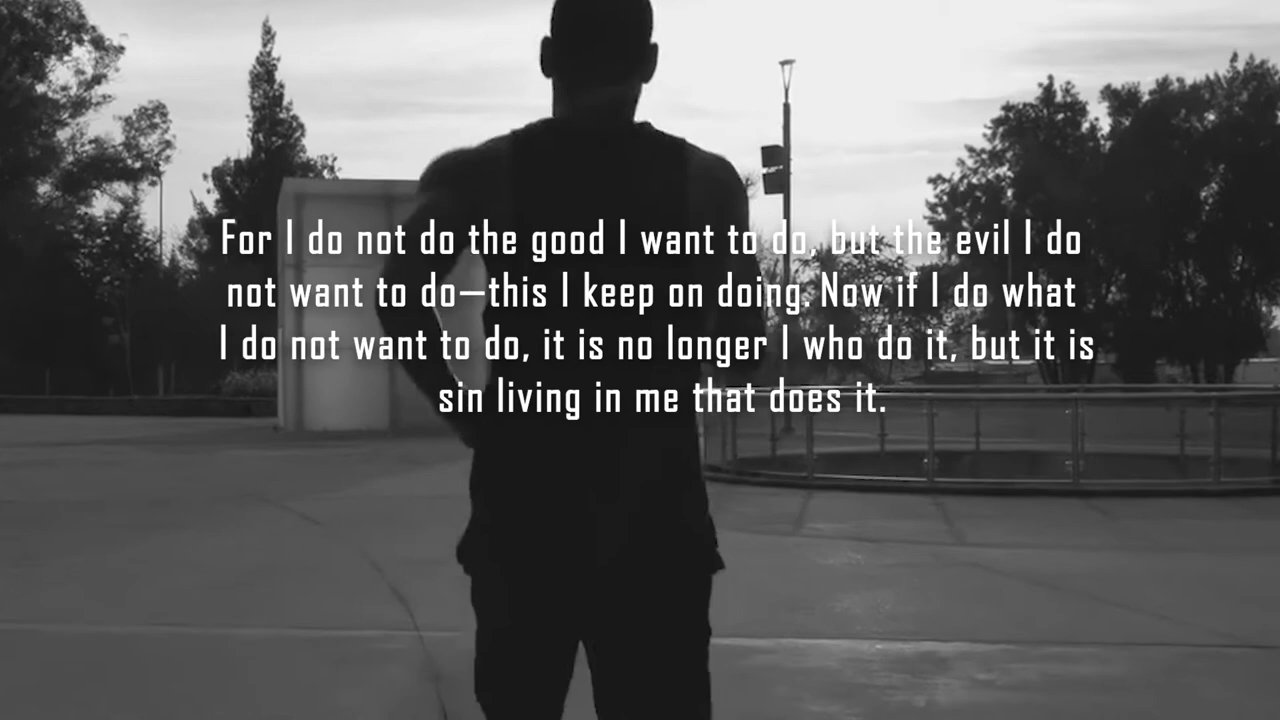 For I do not do the good I want to do, but the evil I do
not want to do—this I keep on doing. Now if I do what
I do not want to do, it is no longer I who do it, but it is
sin living in me that does it.